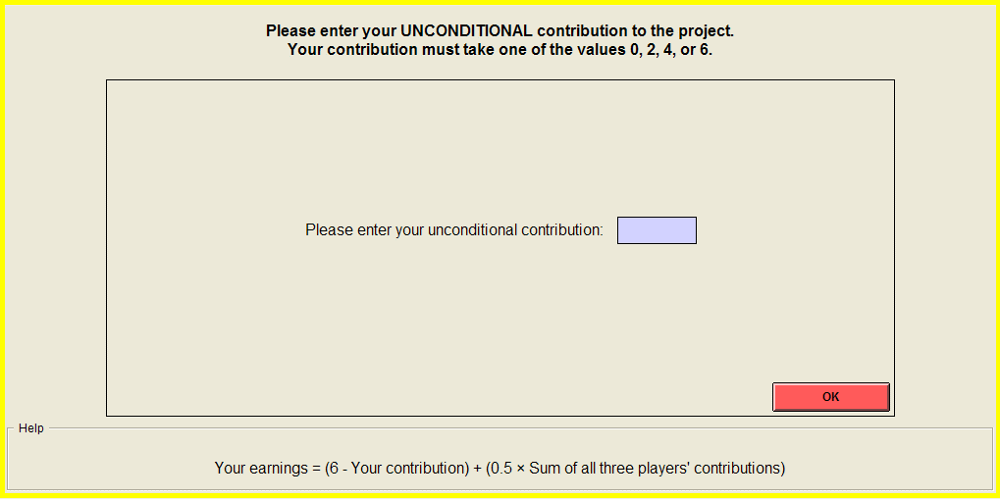 Please enter your UNCONDITIONAL contribution to the project.
Your contribution must take one of the values 0, 2, 4, or 6.
Please enter your unconditional contribution:
OK
Help
Your earnings = (6 - Your contribution) + (0.5 × Sum of all three players' contributions)